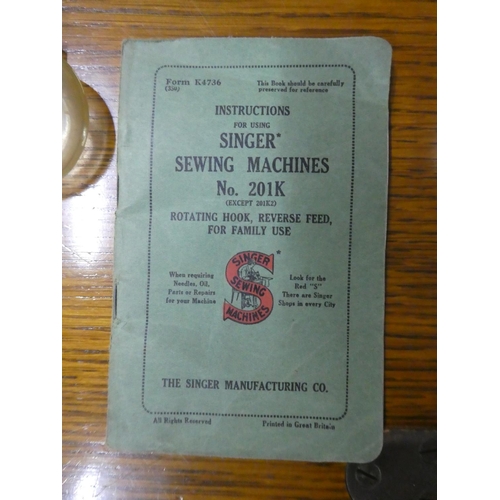 Form K4736
(350)
This Book should be carefully
preserved for reference
INSTRUCTIONS
FOR USING
SINGER*
SEWING MACHINES
No. 201K
(EXCEPT 201K2)
ROTATING HOOK, REVERSE FEED,
FOR FAMILY USE
*
SINGER
SEWING
MACHINES
When requiring
Needles, Oil,
Parts or Repairs
for your Machine
Look for the
Red "S"
There are Singer
Shops in every City
THE SINGER MANUFACTURING CO.
All Rights Reserved
Printed in Great Britain